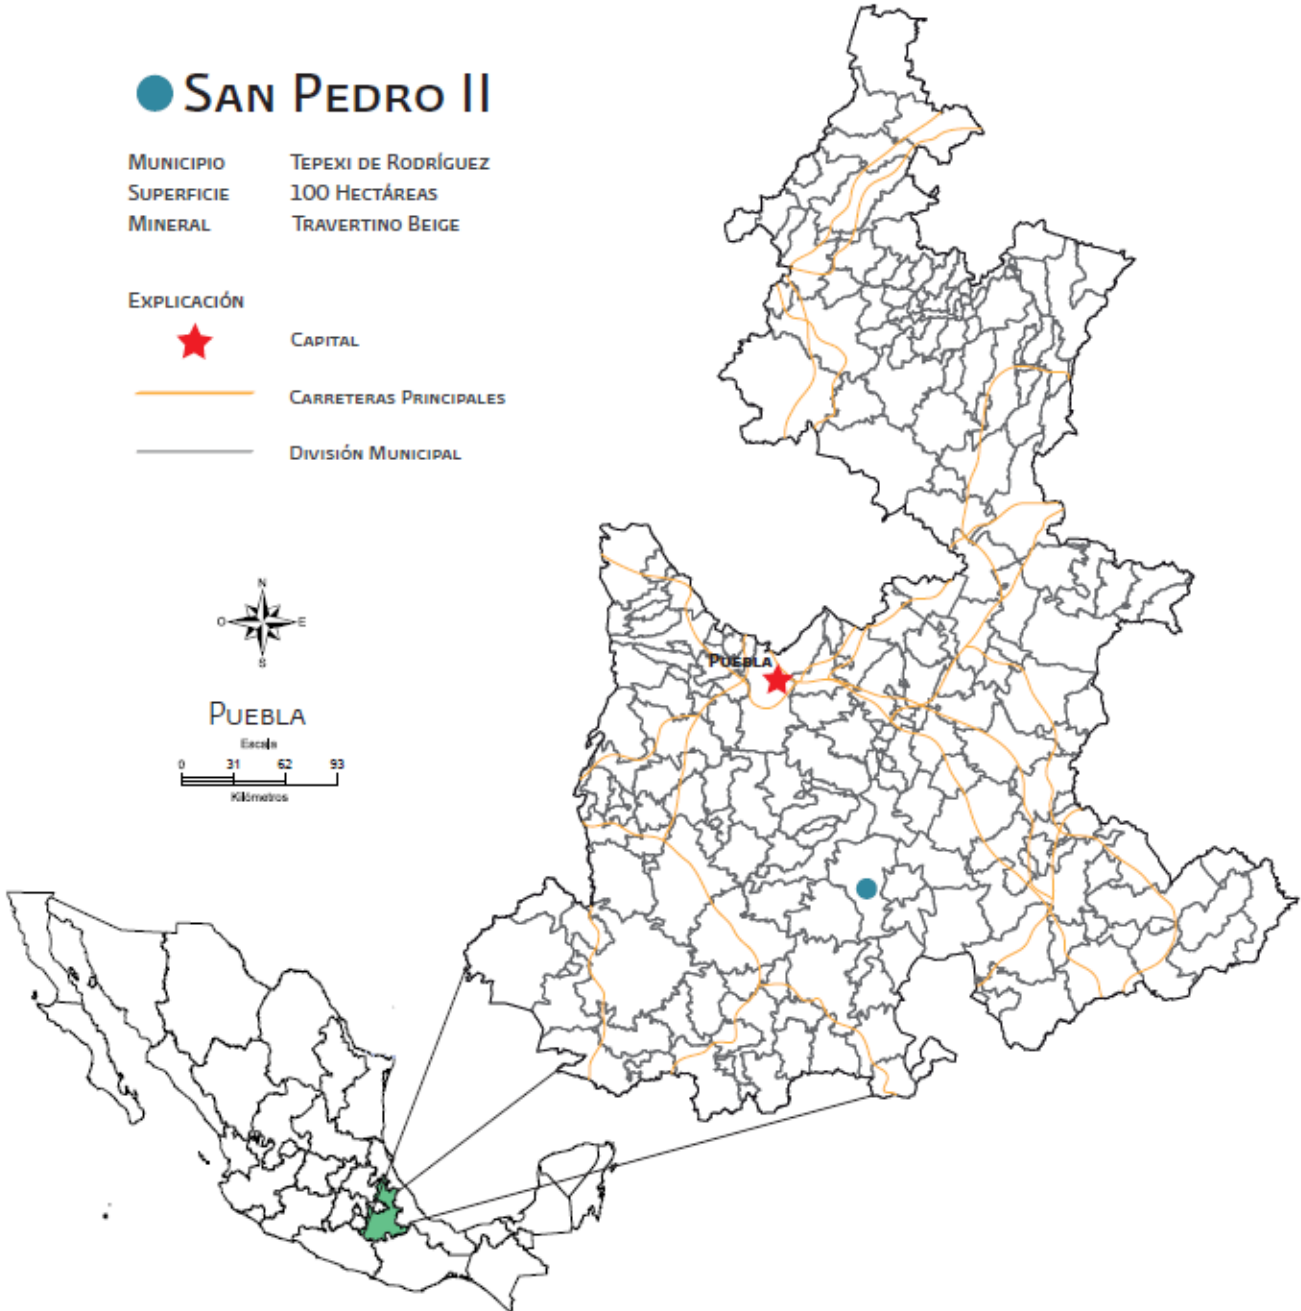 San Pedro II
Municipio Tepexi de Rodríguez
Superficie 100 Hectáreas
Mineral Travertino Beige
Explicación
Capital
Carreteras Principales
División Municipal
N
O E
S
Puebla
Escala
0 31 62 93
Kilómetros
Puebla